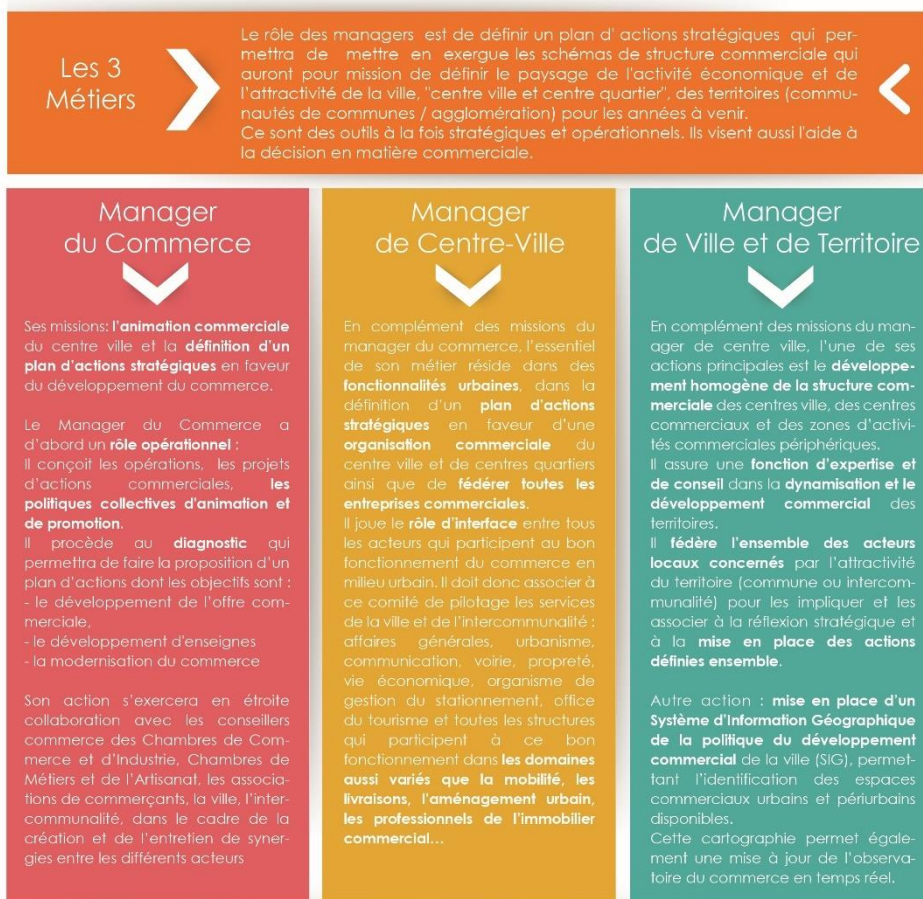 Les 3
Métiers
Le rôle des managers est de définir un plan d' actions stratégiques qui per-
mettra de mettre en exergue les schémas de structure commerciale qui
auront pour mission de définir le paysage de l'activité économique et de
l'attractivité de la ville, "centre ville et centre quartier", des territoires (commu-
nautés de communes / agglomération) pour les années à venir.
Ce sont des outils à la fois stratégiques et opérationnels. Ils visent aussi l'aide à
la décision en matière commerciale.
Manager
du Commerce
Ses missions: l'animation commerciale
du centre ville et la définition d'un
plan d'actions stratégiques en faveur
du développement du commerce.
Le Manager du Commerce a
d'abord un rôle opérationnel :
Il conçoit les opérations, les projets
d'actions commerciales, les
politiques collectives d'animation et
de promotion.
Il procède au diagnostic qui
permettra de faire la proposition d'un
plan d'actions dont les objectifs sont :
- le développement de l'offre com-
merciale,
- le développement d'enseignes
- la modernisation du commerce
Son action s'exercera en étroite
collaboration avec les conseillers
commerce des Chambres de Com-
merce et d'Industrie, Chambres de
Métiers et de l'Artisanat, les associa-
tions de commerçants, la ville, l'inter-
communalité, dans le cadre de la
création et de l'entretien de syner-
gies entre les différents acteurs
Manager
de Centre-Ville
En complément des missions du
manager du commerce, l'essentiel
de son métier réside dans des
fonctionnalités urbaines, dans la
définition d'un plan d'actions
stratégiques en faveur d'une
organisation commerciale du
centre ville et de centres quartiers
ainsi que de fédérer toutes les
entreprises commerciales.
Il joue le rôle d'interface entre tous
les acteurs qui participent au bon
fonctionnement du commerce en
milieu urbain. Il doit donc associer à
ce comité de pilotage les services
de la ville et de l'intercommunalité :
affaires générales, urbanisme,
communication, voirie, propreté,
vie économique, organisme de
gestion du stationnement, office
du tourisme et toutes les structures
qui participent à ce bon
fonctionnement dans les domaines
aussi variés que la mobilité, les
livraisons, l'aménagement urbain,
les professionnels de l'immobilier
commercial...
Manager
de Ville et de Territoire
En complément des missions du man-
ager de centre ville, l'une de ses
actions principales est le développe-
ment homogène de la structure com-
merciale des centres ville, des centres
commerciaux et des zones d'activi-
tés commerciales périphériques.
Il assure une fonction d'expertise et
de conseil dans la dynamisation et le
développement commercial des
territoires.
Il fédère l'ensemble des acteurs
locaux concernés par l'attractivité
du territoire (commune ou intercom-
munalité) pour les impliquer et les
associer à la réflexion stratégique et
à la mise en place des actions
définies ensemble.
Autre action : mise en place d'un
Système d'Information Géographique
de la politique du développement
commercial de la ville (SIG), permet-
tant l'identification des espaces
commerciaux urbains et périurbains
disponibles.
Cette cartographie permet égale-
ment une mise à jour de l'observa-
toire du commerce en temps réel.